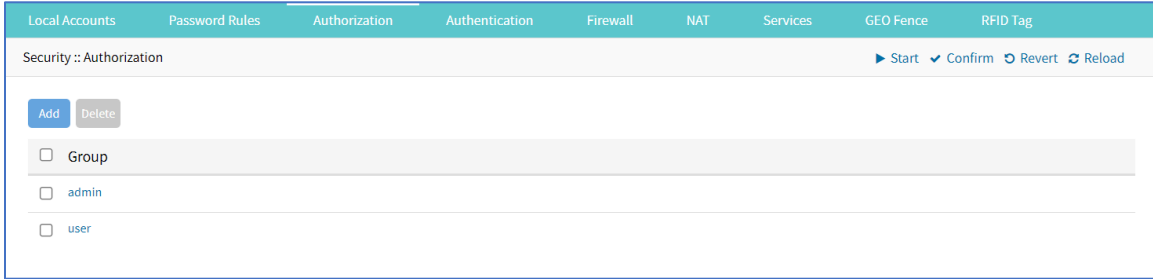 Local Accounts Password Rules Authorization Authentication Firewall NAT Services GEO Fence RFID Tag
Security :: Authorization Start Confirm Revert Reload
Add Delete
Group
admin
user